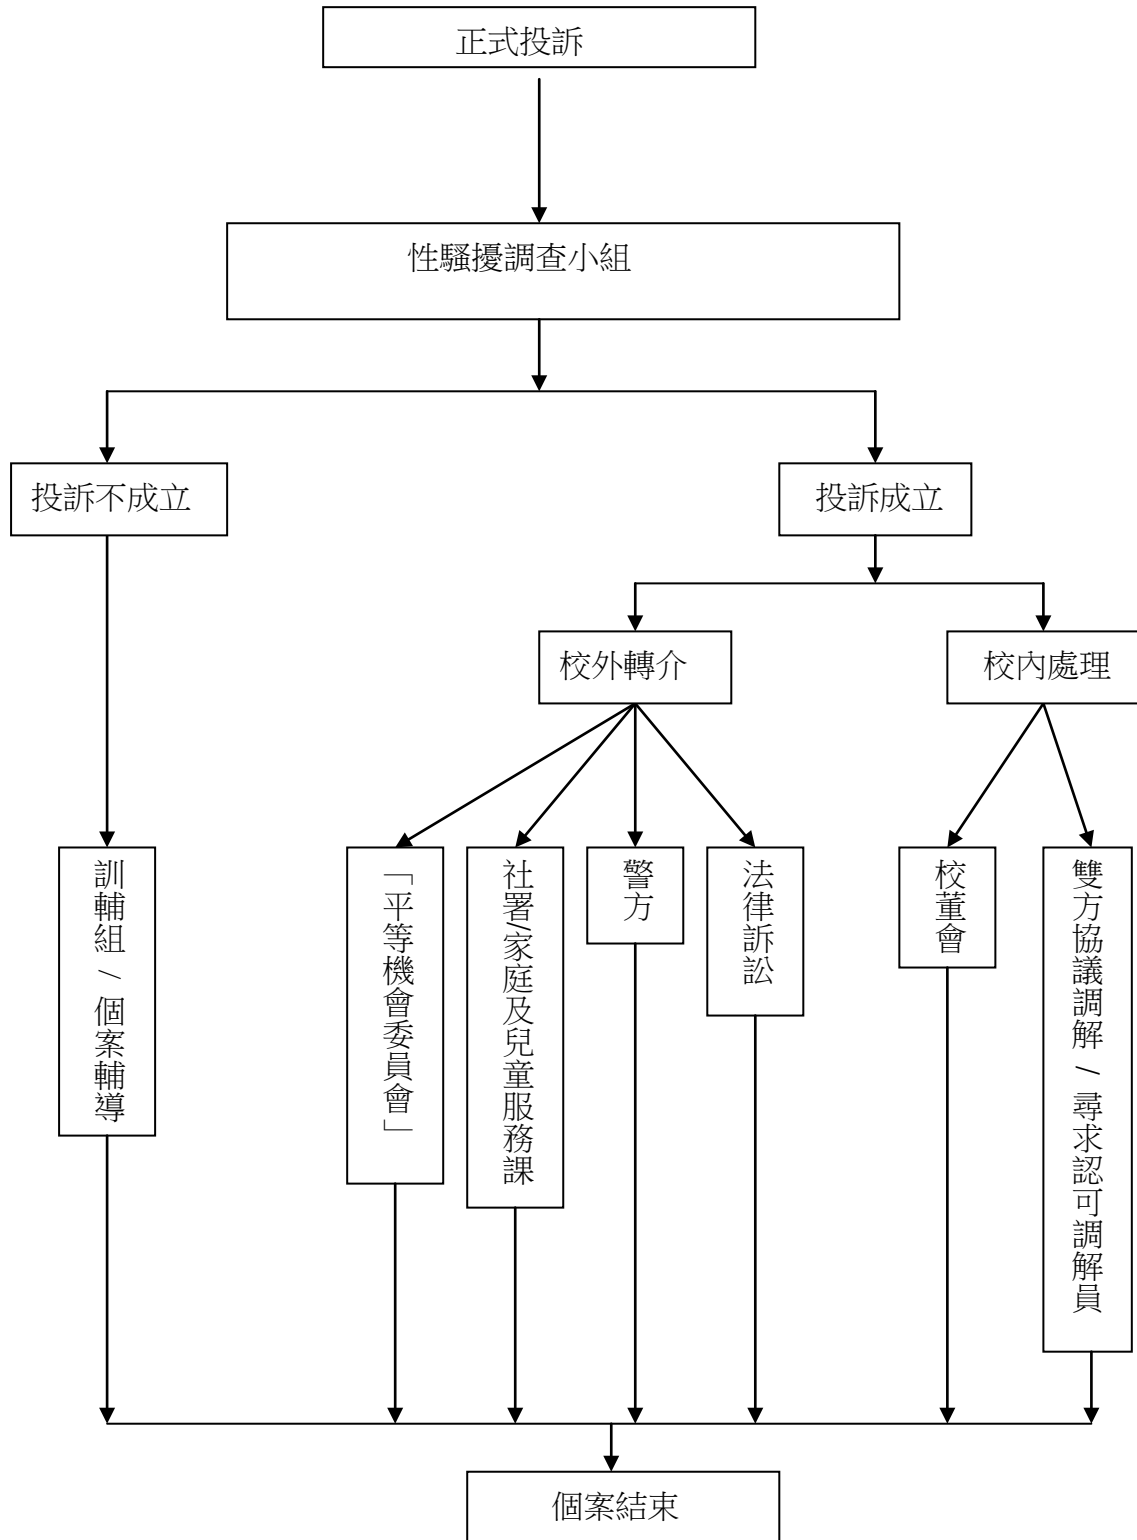 正式投訴
性騷擾調查小組
投訴不成立
投訴成立
校外轉介
校內處理
訓輔組 / 個案輔導
「平等機會委員會」
社署/家庭及兒童服務課
警方
法律訴訟
校董會
雙方協議調解 / 尋求認可調解員
個案結束